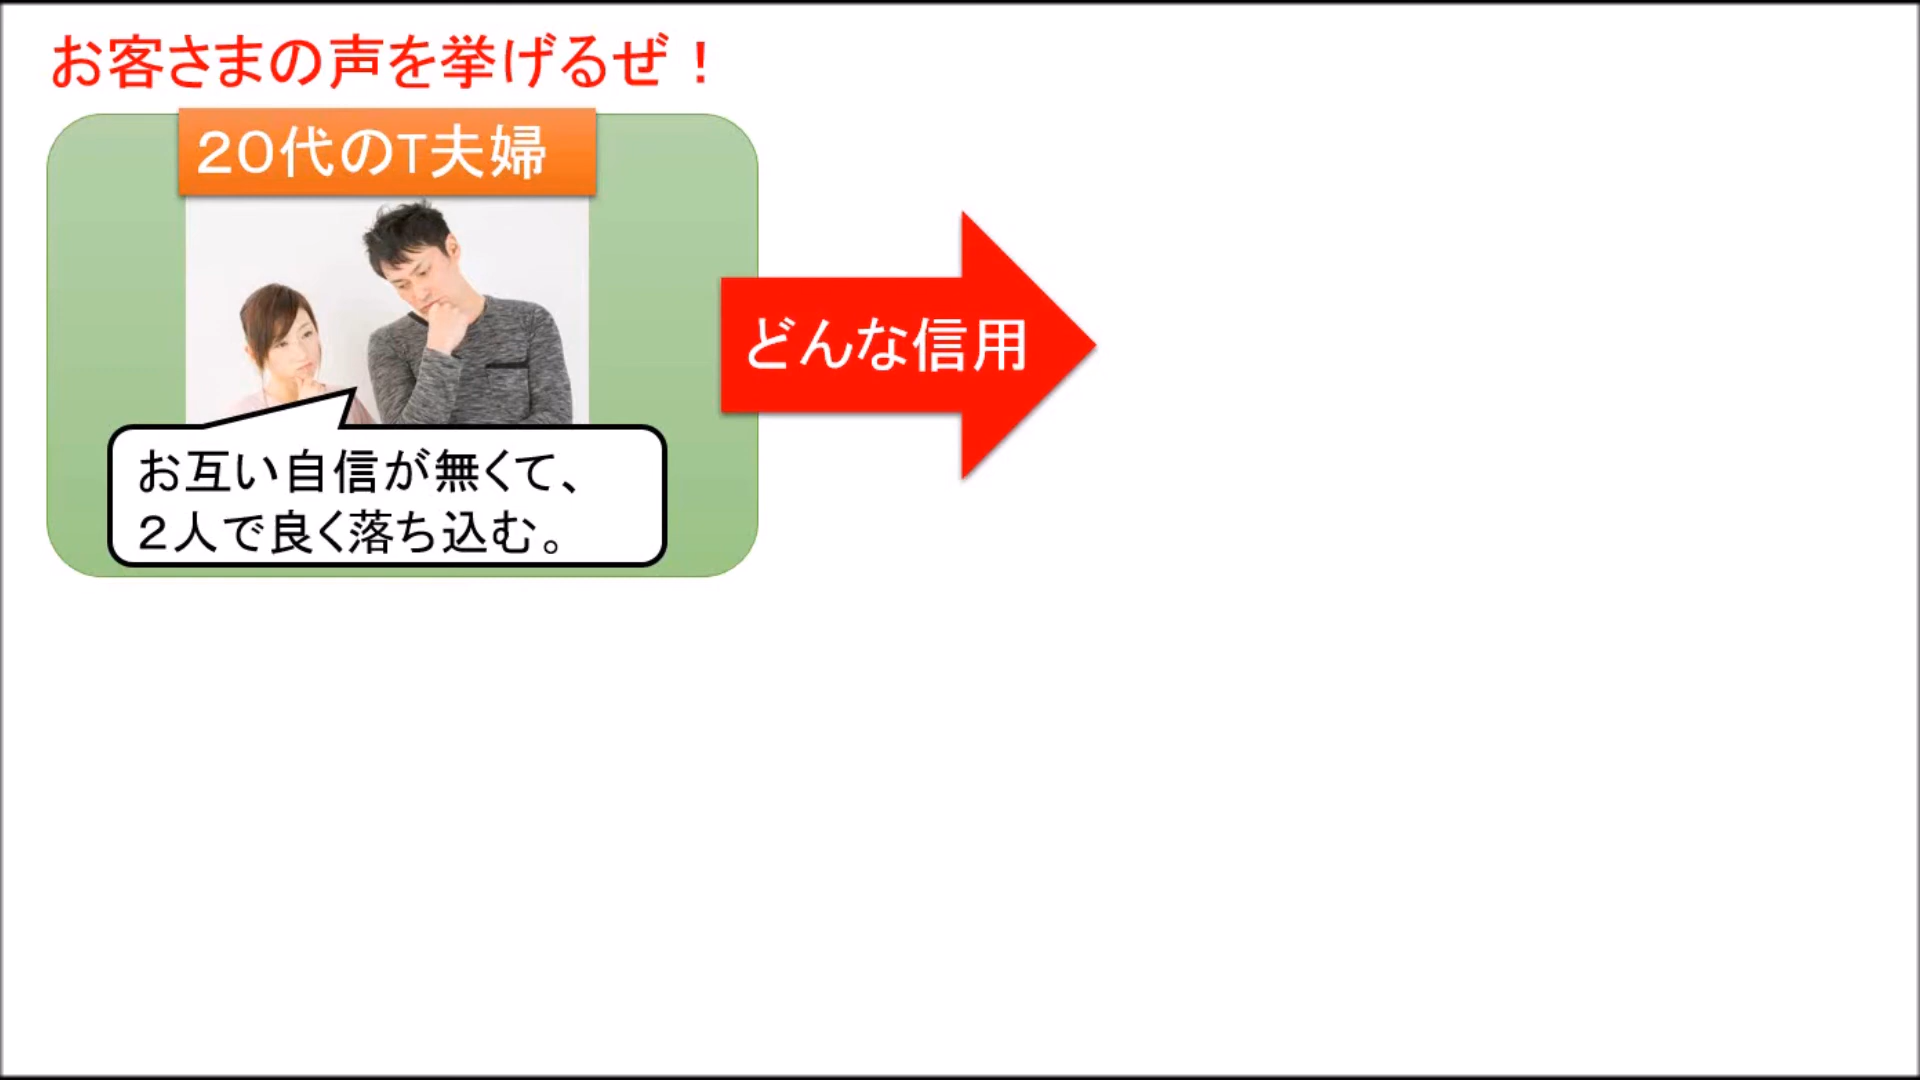 お客さまの声を挙げるぜ！
２０代のT夫婦
どんな信用
お互い自信が無くて、
２人で良く落ち込む。